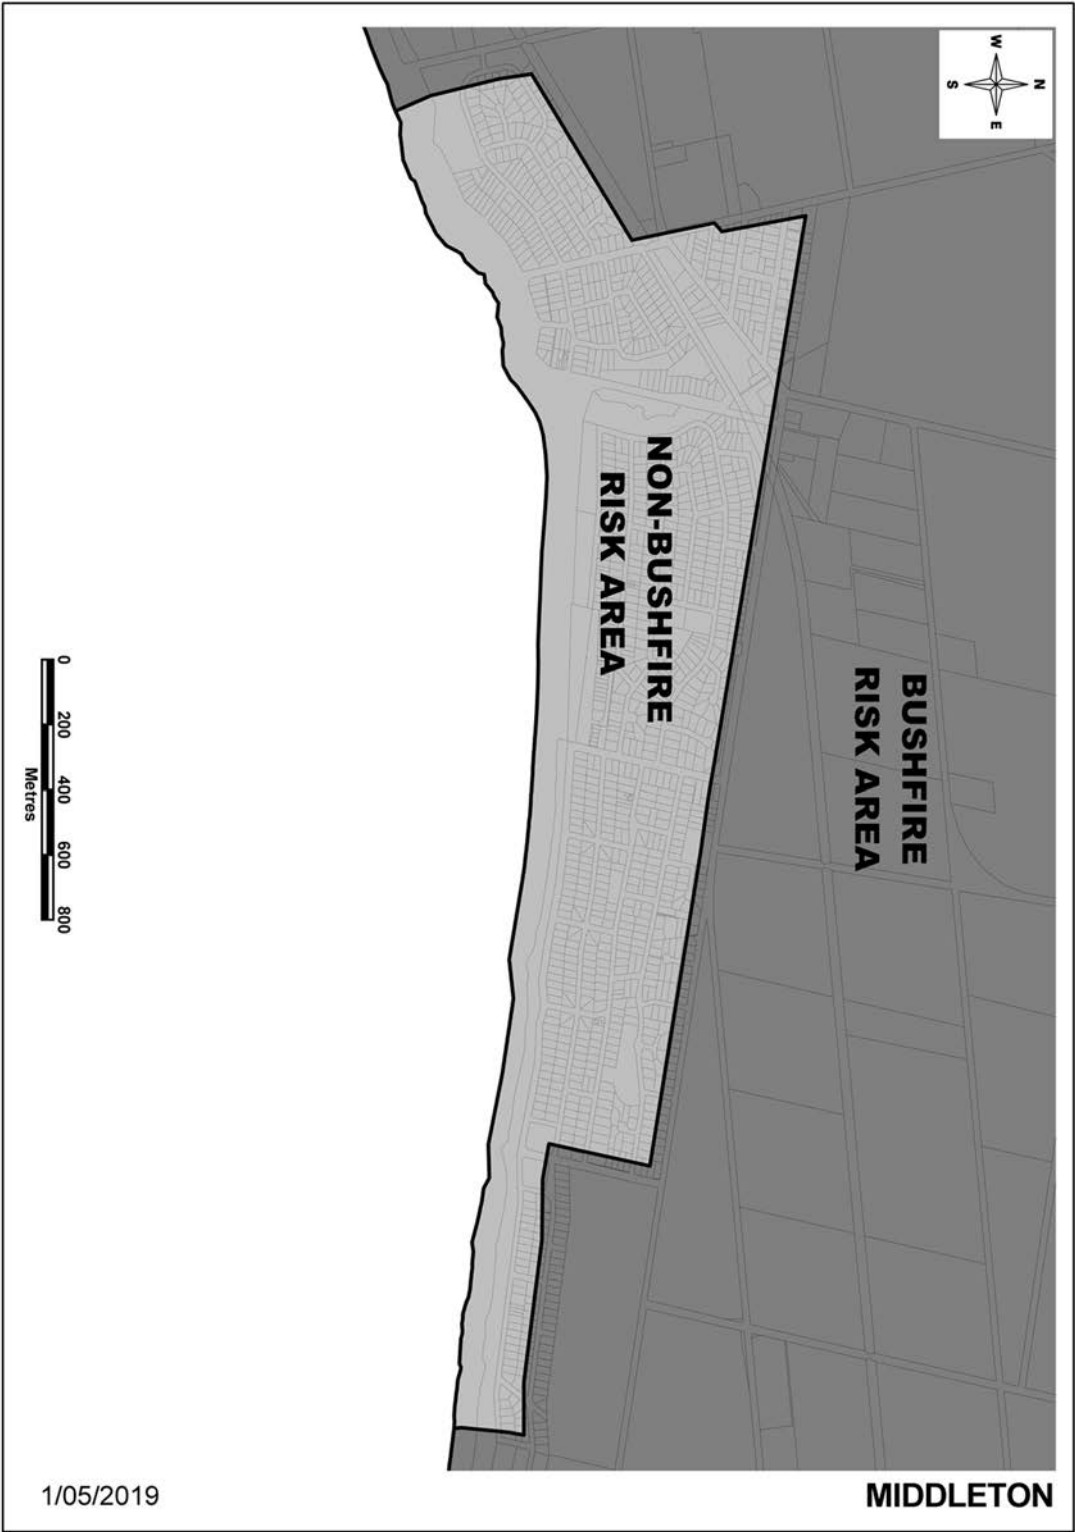 W
N
S
E
NON-BUSHFIRE
RISK AREA
BUSHFIRE
RISK AREA
0 200 400 600 800
Metres
1/05/2019
MIDDLETON